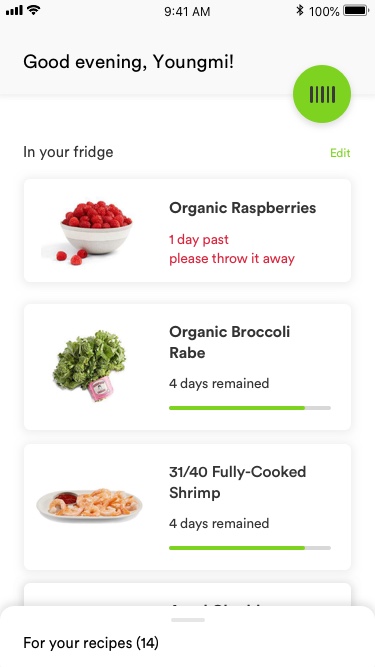 9:41 AM
100%
Good evening, Youngmi!
In your fridge
Edit
Organic Raspberries
1 day past
please throw it away
Organic Broccoli
Rabe
4 days remained
31/40 Fully-Cooked
Shrimp
4 days remained
For your recipes (14)